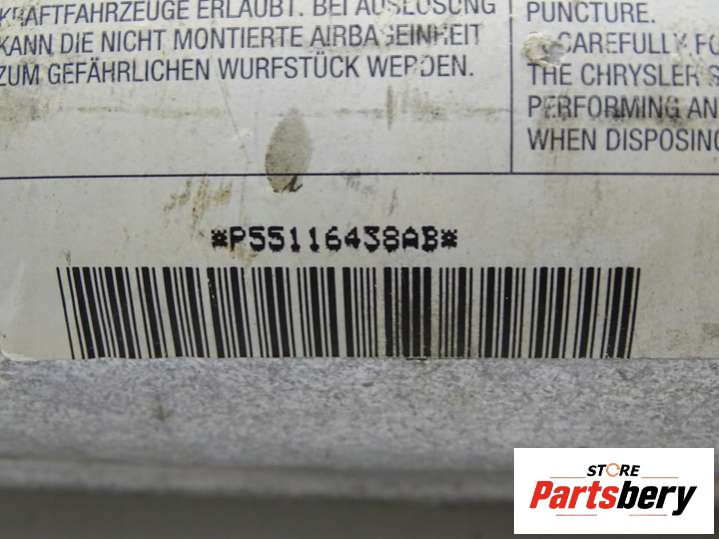 KRAFTFAHRZEUGE ERLAUBT. BEI AUSLÖSUNG
KANN DIE NICHT MONTIERTE AIRBAGEINHEIT
ZUM GEFÄHRLICHEN WURFSTÜCK WERDEN.
PUNCTURE.
CAREFULLY FO
THE CHRYSLER S
PERFORMING AN
WHEN DISPOSING
*P55116438AB*
STORE
Partsbery